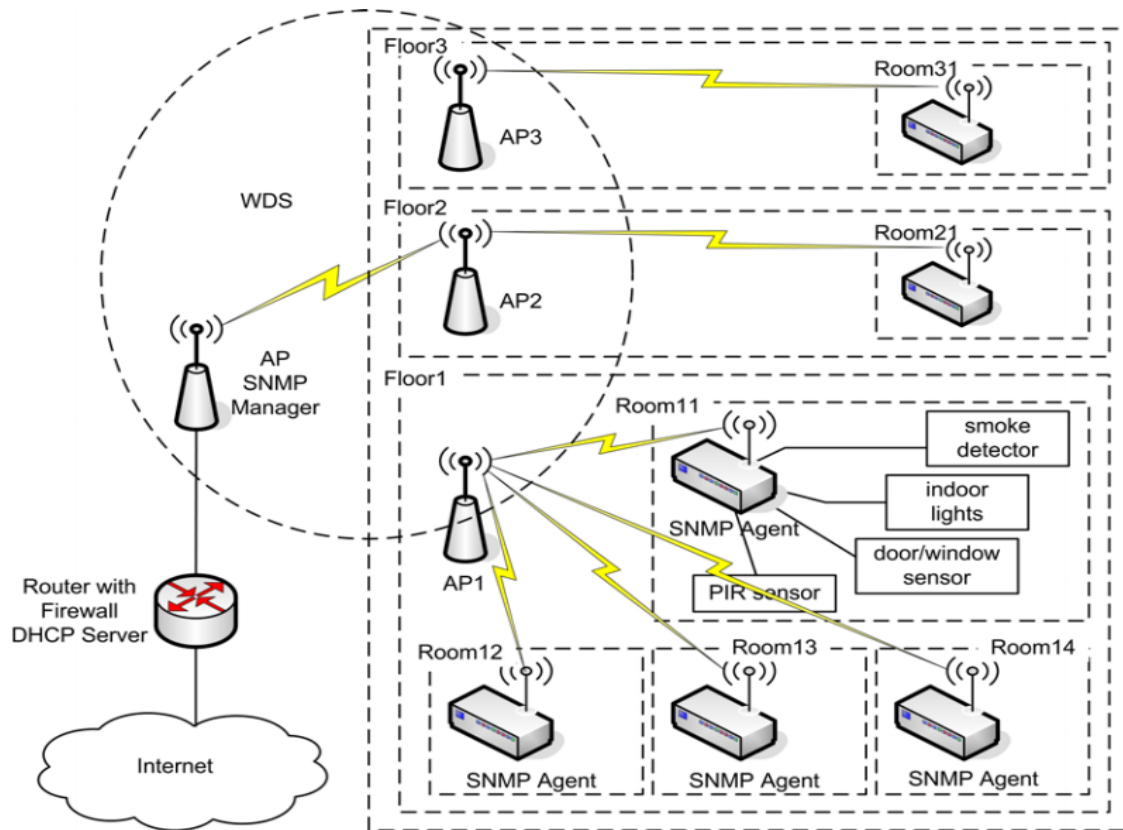 Floor3
Room31
AP3
WDS
Floor2
Room21
AP2
AP
SNMP
Manager
Floor1
Room11
smoke
detector
indoor
lights
SNMP Agent
door/window
sensor
AP1
PIR sensor
Router with
Firewall
DHCP Server
Room12
Room13
Room14
Internet
SNMP Agent
SNMP Agent
SNMP Agent